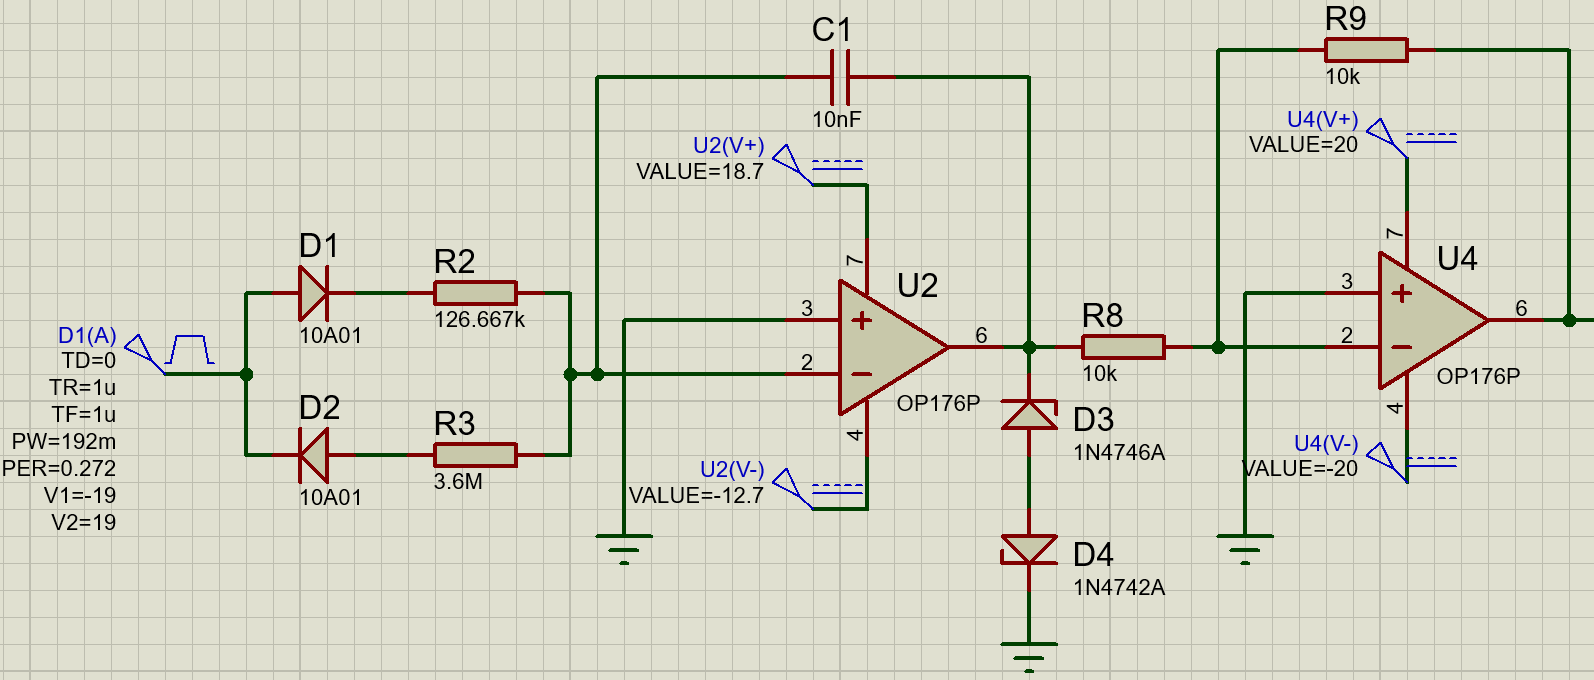 R9
10k
C1
10nF
U4(V+)
VALUE=20
U2(V+)
VALUE=18.7
D1
10A01
R2
126.667k
7
U2
3
2
6
4
OP176P
7
U4
3
2
6
4
OP176P
R8
10k
D1(A)
TD=0
TR=1u
TF=1u
PW=192m
PER=0.272
V1=-19
V2=19
D2
10A01
R3
3.6M
U2(V-)
VALUE=-12.7
D3
1N4746A
U4(V-)
VALUE=-20
D4
1N4742A